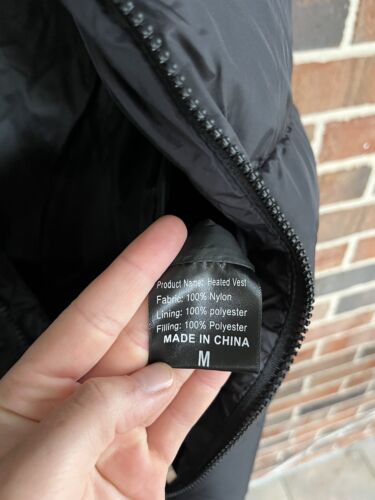 Product Name: Heated Vest
Fabric: 100% Nylon
Lining: 100% polyester
Filling: 100% Polyester
MADE IN CHINA
M